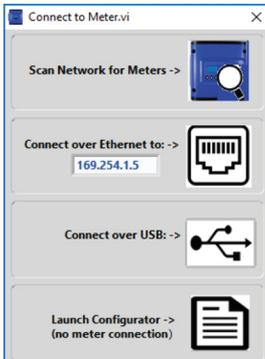 Connect to Meter.vi
Scan Network for Meters ->
Connect over Ethernet to: ->
169.254.1.5
Connect over USB: ->
Launch Configurator ->
(no meter connection)